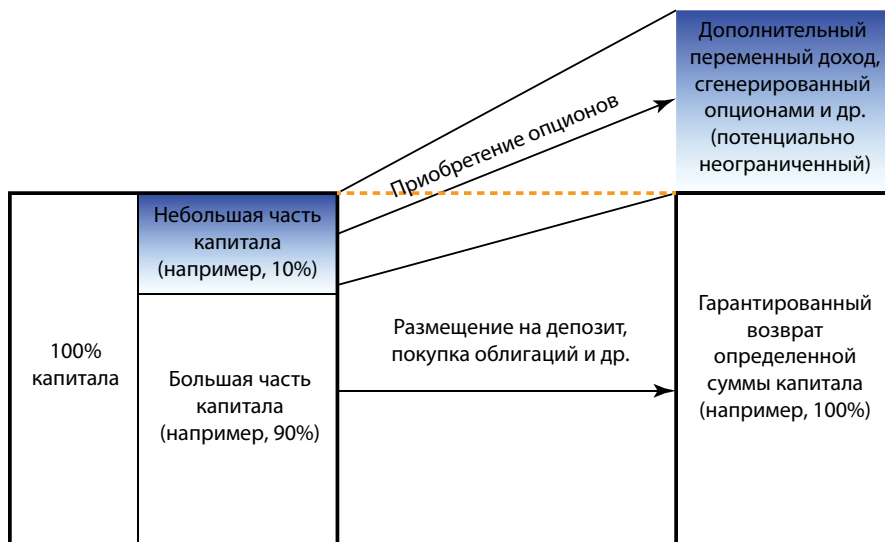 100%
капитала
Небольшая часть
капитала
(например, 10%)
Большая часть
капитала
(например, 90%)
Приобретение опционов
Размещение на депозит,
покупка облигаций и др.
Дополнительный
переменный доход,
сгенерированный
опционами и др.
(потенциально
неограниченный)
Гарантированный
возврат
определенной
суммы капитала
(например, 100%)